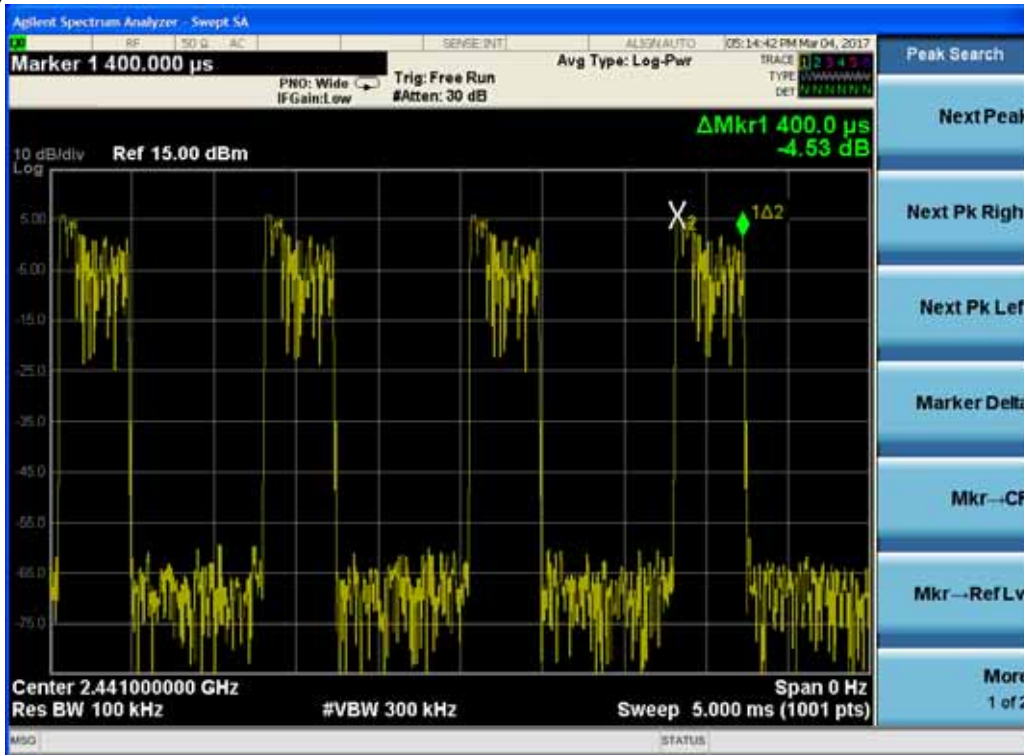 Agilent Spectrum Analyzer - Swept SA
RF 50 Ω AC SENSE:INT ALIGN AUTO 05:14:42 PM Mar 04, 2017
Marker 1 400.000 µs
PNO: Wide
IFGain:Low
Trig: Free Run
#Atten: 30 dB
Avg Type: Log-Pwr
TRACE 1 2 3 4 5 6
TYPE
DET N N N N N N
Peak Search
ΔMkr1 400.0 µs
-4.53 dB
10 dB/div Ref 15.00 dBm
Log
5.00
-5.00
-15.0
-25.0
-35.0
-45.0
-55.0
-65.0
-75.0
X2
1Δ2
Center 2.441000000 GHz Span 0 Hz
Res BW 100 kHz #VBW 300 kHz Sweep 5.000 ms (1001 pts)
MSG STATUS
Next Peak
Next Pk Righ
Next Pk Lef
Marker Delta
Mkr→CF
Mkr→Ref Lv
More
1 of 2